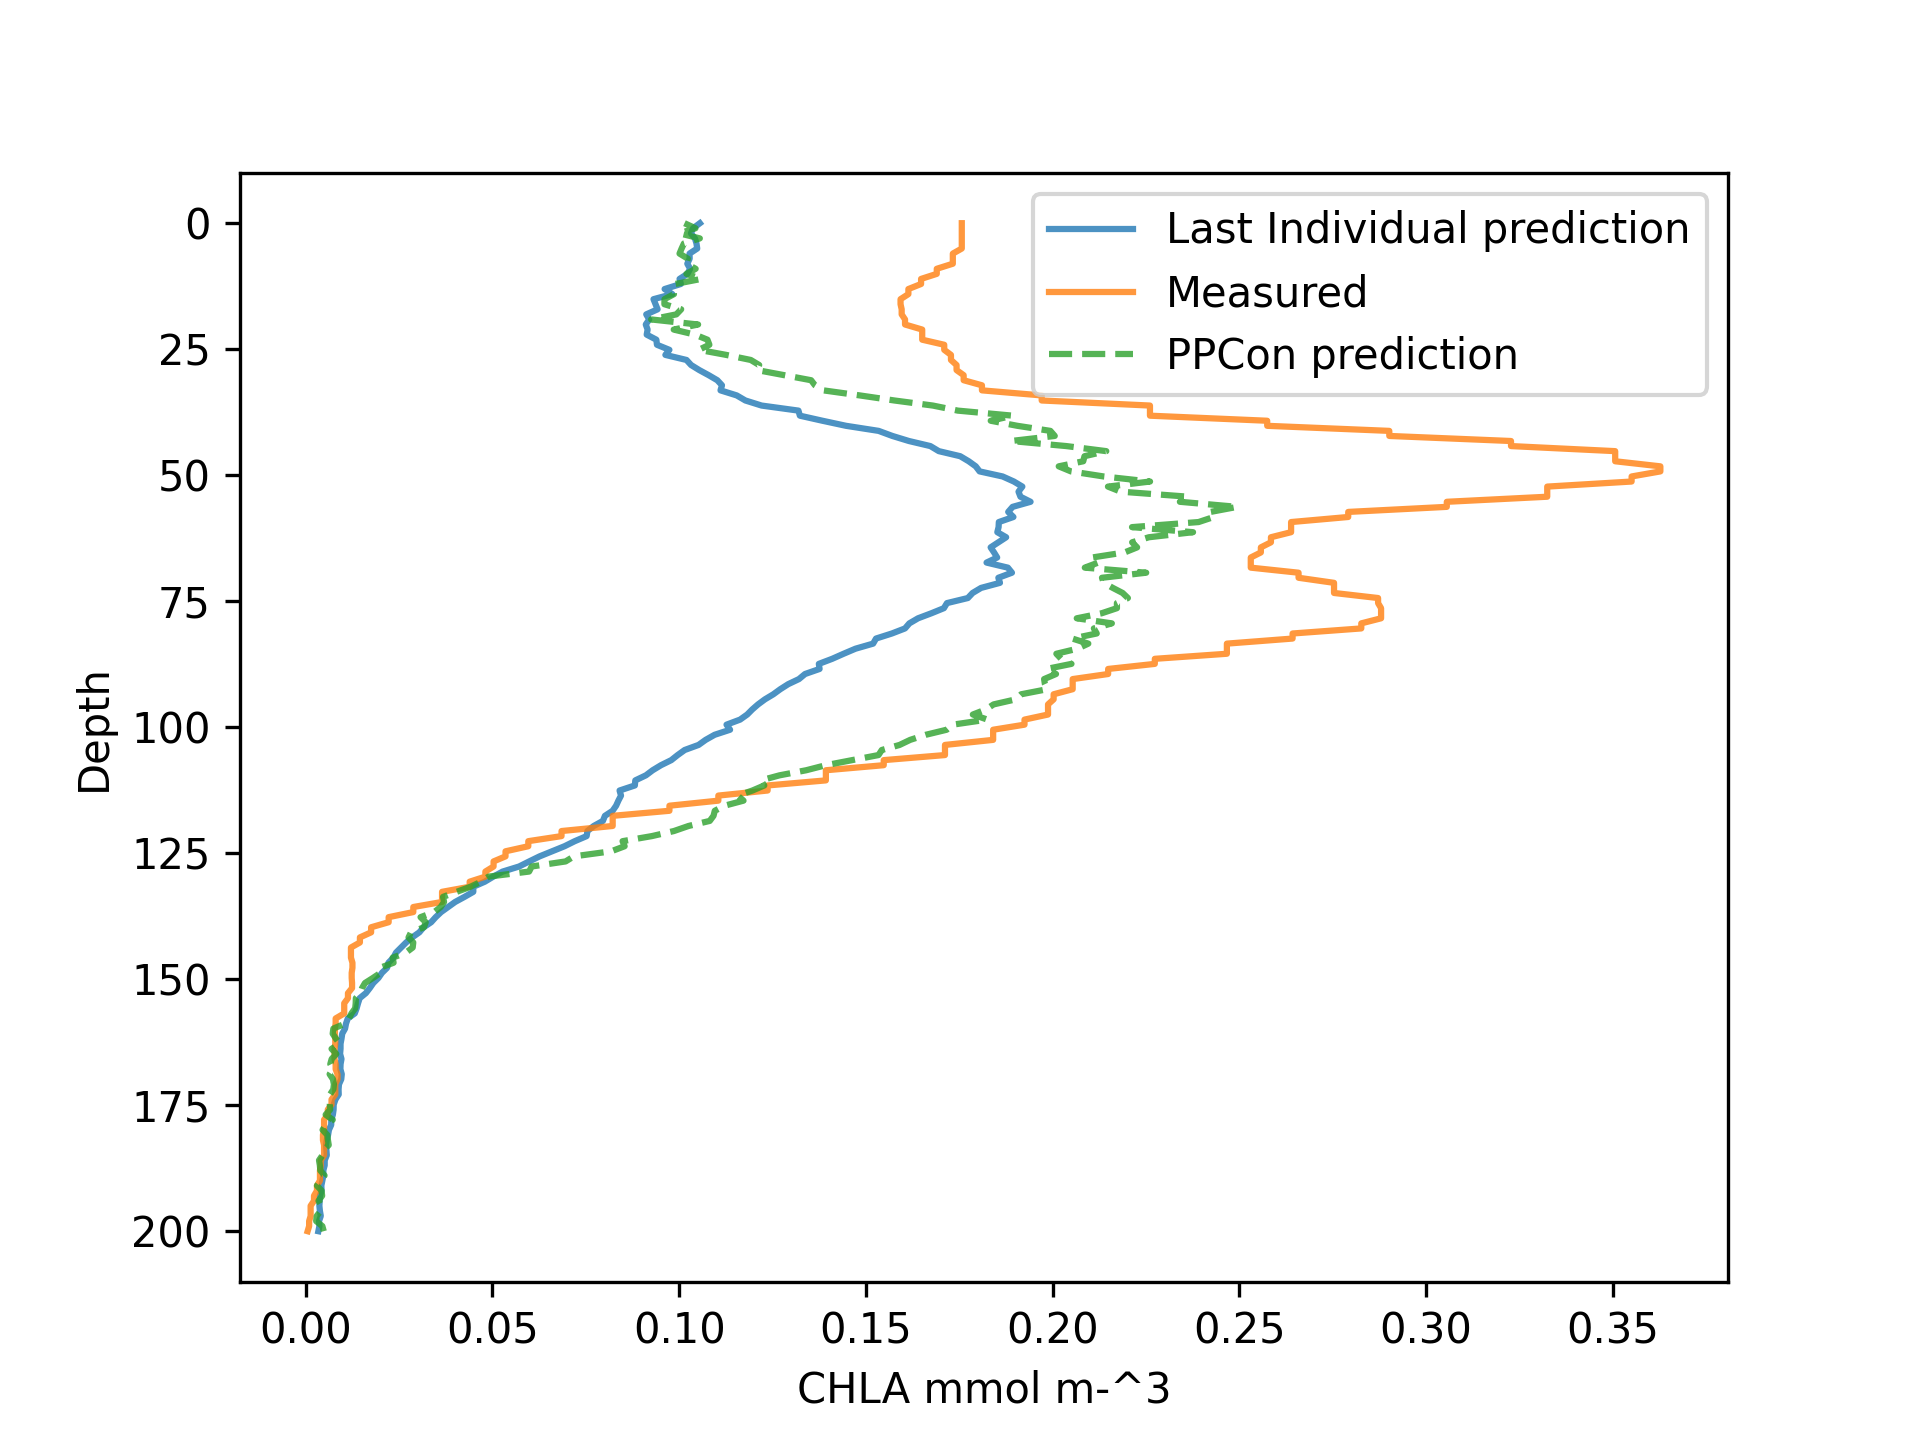 Last Individual prediction
Measured
PPCon prediction
0
25
50
75
100
125
150
175
200
Depth
0.00 0.05 0.10 0.15 0.20 0.25 0.30 0.35
CHLA mmol m-^3